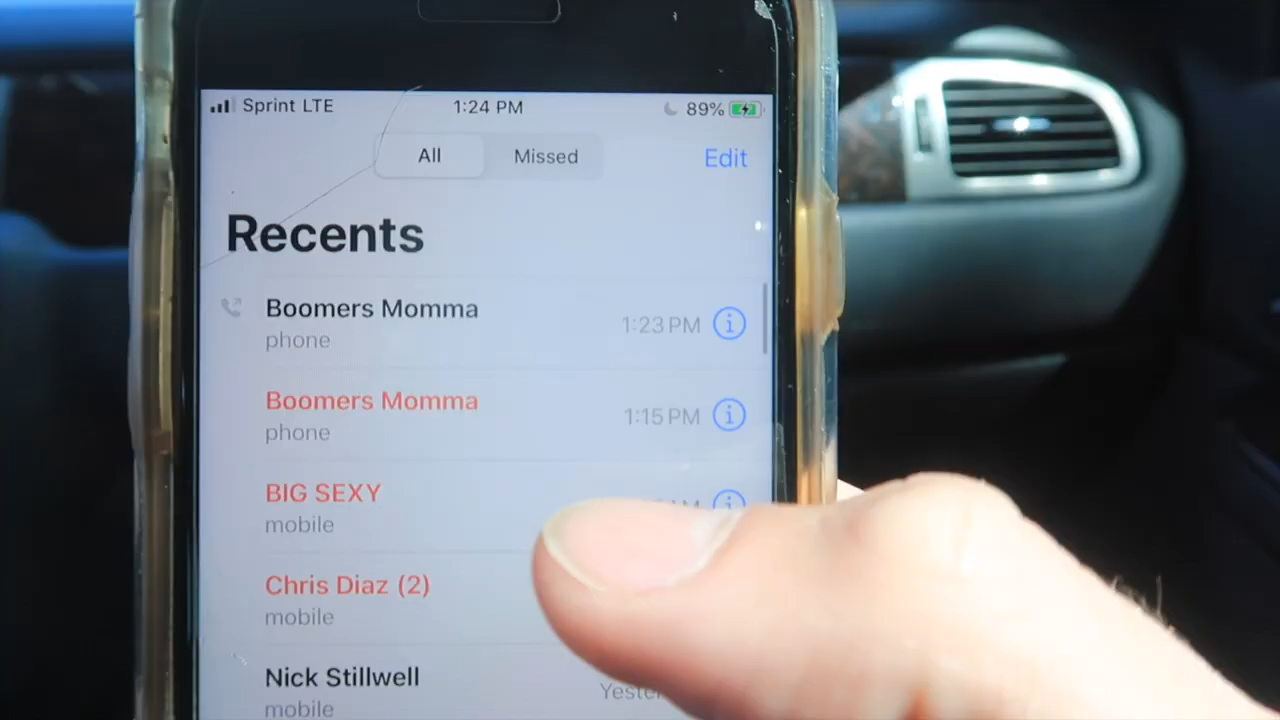 Sprint LTE 1:24 PM 89%
All Missed Edit
Recents
Boomers Momma
phone 1:23 PM
Boomers Momma
phone 1:15 PM
BIG SEXY
mobile
Chris Diaz (2)
mobile
Nick Stillwell
mobile